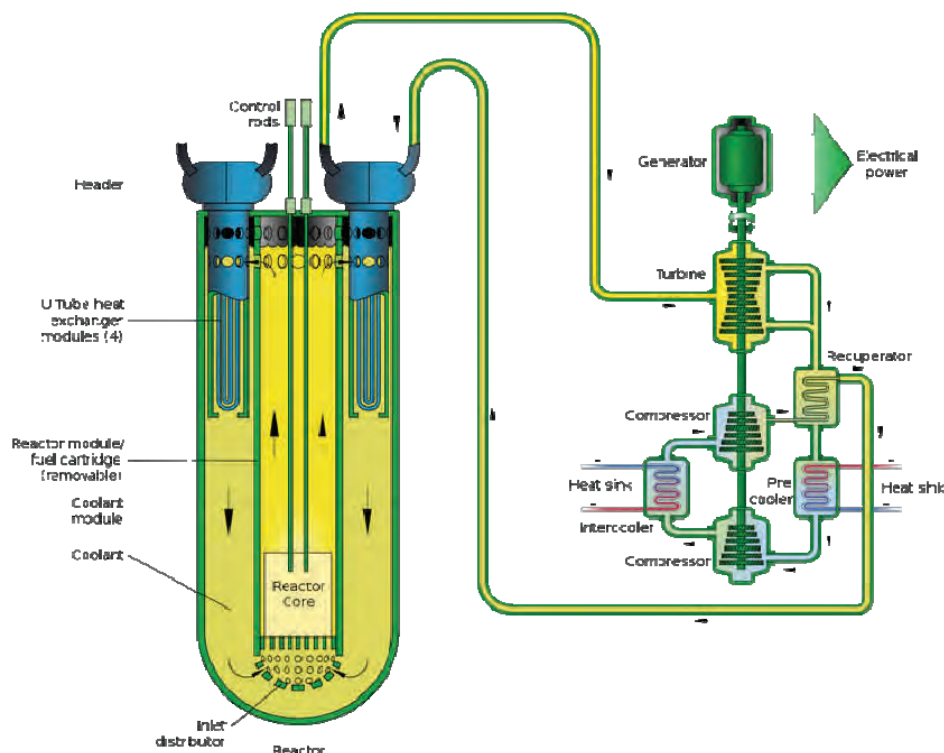 Control
rods
Header
U Tube heat
exchanger
modules (4)
Reactor module/
fuel cartridge
(removable)
Coolant
module
Coolant
Reactor
Core
Inlet
distributor
Reactor
Generator
Electrical
power
Turbine
Recuperator
Compressor
Heat sink
Intercooler
Pre
cooler
Heat sink
Compressor